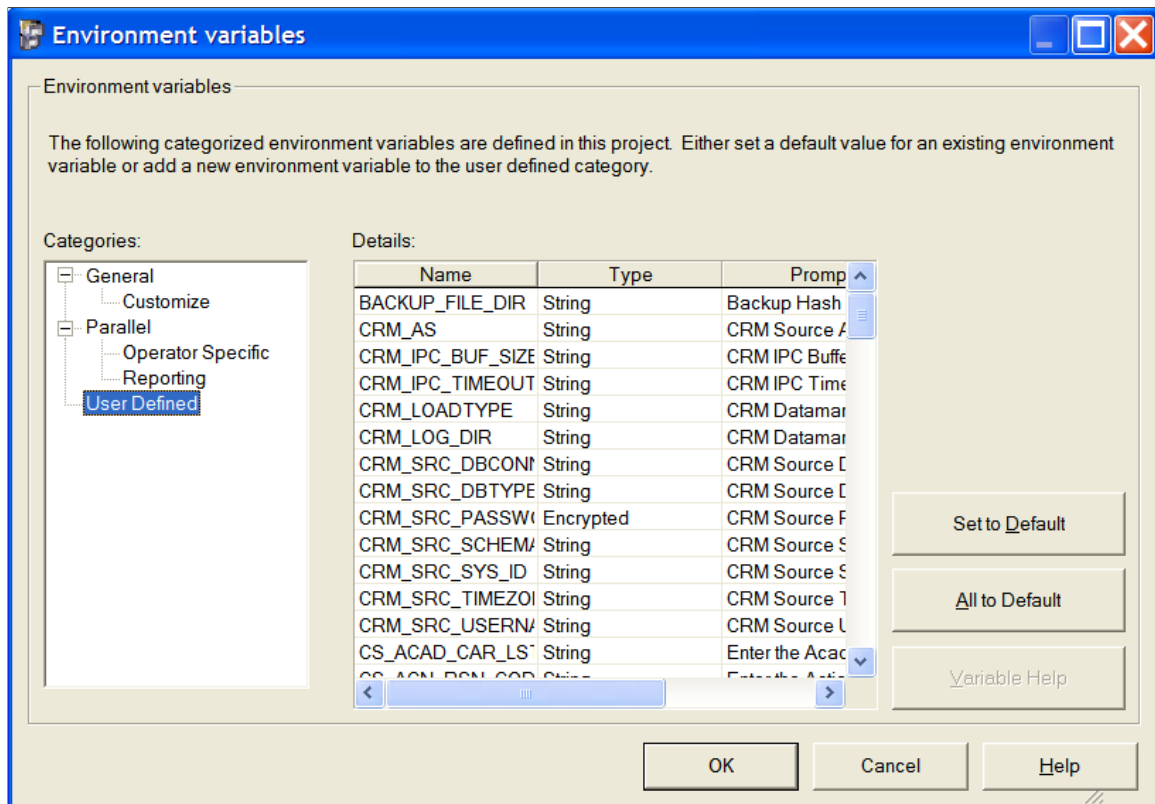 Environment variables
Environment variables
The following categorized environment variables are defined in this project. Either set a default value for an existing environment
variable or add a new environment variable to the user defined category.
Categories:
General
Customize
Parallel
Operator Specific
Reporting
User Defined
Details:
Name Type Promp
BACKUP_FILE_DIR String Backup Hash
CRM_AS String CRM Source
CRM_IPC_BUF_SIZE String CRM IPC Buffe
CRM_IPC_TIMEOUT String CRM IPC Time
CRM_LOADTYPE String CRM Datamar
CRM_LOG_DIR String CRM Datamar
CRM_SRC_DBCONN String CRM Source
CRM_SRC_DBTYPE String CRM Source
CRM_SRC_PASSW Encrypted CRM Source
CRM_SRC_SCHEMA String CRM Source
CRM_SRC_SYS_ID String CRM Source
CRM_SRC_TIMEZO String CRM Source
CRM_SRC_USERNA String CRM Source
CS_ACAD_CAR_LST String Enter the Acad
Set to Default
All to Default
Variable Help
OK Cancel Help